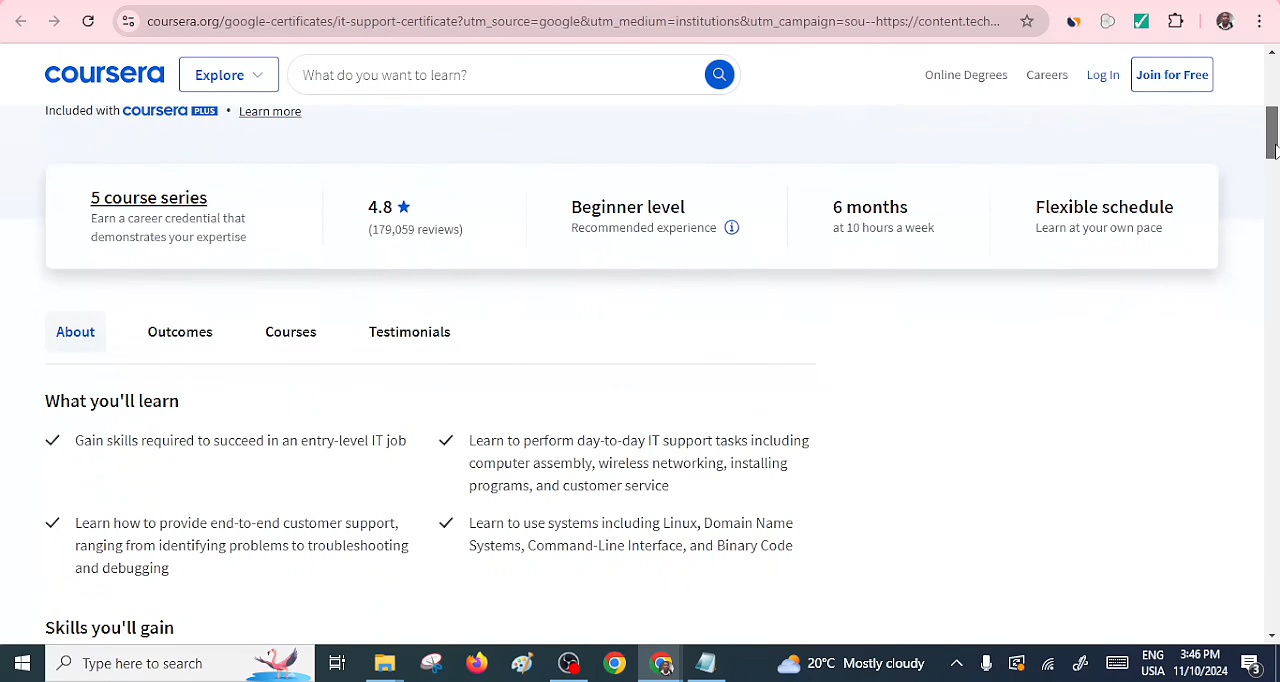 coursera.org/google-certificates/it-support-certificate?utm_source=google&utm_medium=institutions&utm_campaign=sou--https://content.tech...
coursera
Explore
What do you want to learn?
Online Degrees
Careers
Log In
Join for Free
Included with coursera PLUS • Learn more
5 course series
Earn a career credential that
demonstrates your expertise
4.8 ★
(179,059 reviews)
Beginner level
Recommended experience
6 months
at 10 hours a week
Flexible schedule
Learn at your own pace
About
Outcomes
Courses
Testimonials
What you'll learn
Gain skills required to succeed in an entry-level IT job
Learn to perform day-to-day IT support tasks including
computer assembly, wireless networking, installing
programs, and customer service
Learn how to provide end-to-end customer support,
ranging from identifying problems to troubleshooting
and debugging
Learn to use systems including Linux, Domain Name
Systems, Command-Line Interface, and Binary Code
Skills you'll gain
Type here to search
20°C Mostly cloudy
ENG
USIA
3:46 PM
11/10/2024
3